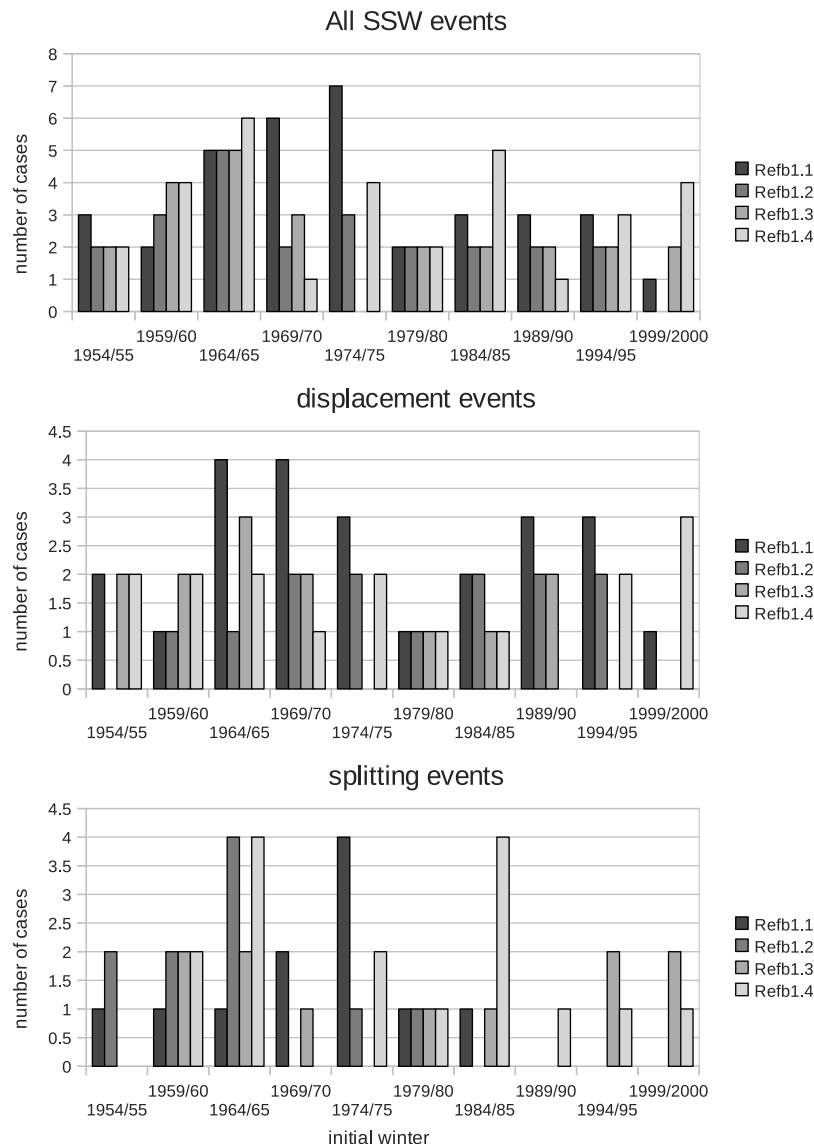 All SSW events
8
7
6
5
4
3
2
1
0
number of cases
1959/60 1969/70 1979/80 1989/90 1999/2000
1954/55 1964/65 1974/75 1984/85 1994/95
Refb1.1
Refb1.2
Refb1.3
Refb1.4
displacement events
4.5
4
3.5
3
2.5
2
1.5
1
0.5
0
number of cases
1959/60 1969/70 1979/80 1989/90 1999/2000
1954/55 1964/65 1974/75 1984/85 1994/95
Refb1.1
Refb1.2
Refb1.3
Refb1.4
splitting events
4.5
4
3.5
3
2.5
2
1.5
1
0.5
0
number of cases
1959/60 1969/70 1979/80 1989/90 1999/2000
1954/55 1964/65 1974/75 1984/85 1994/95
initial winter
Refb1.1
Refb1.2
Refb1.3
Refb1.4